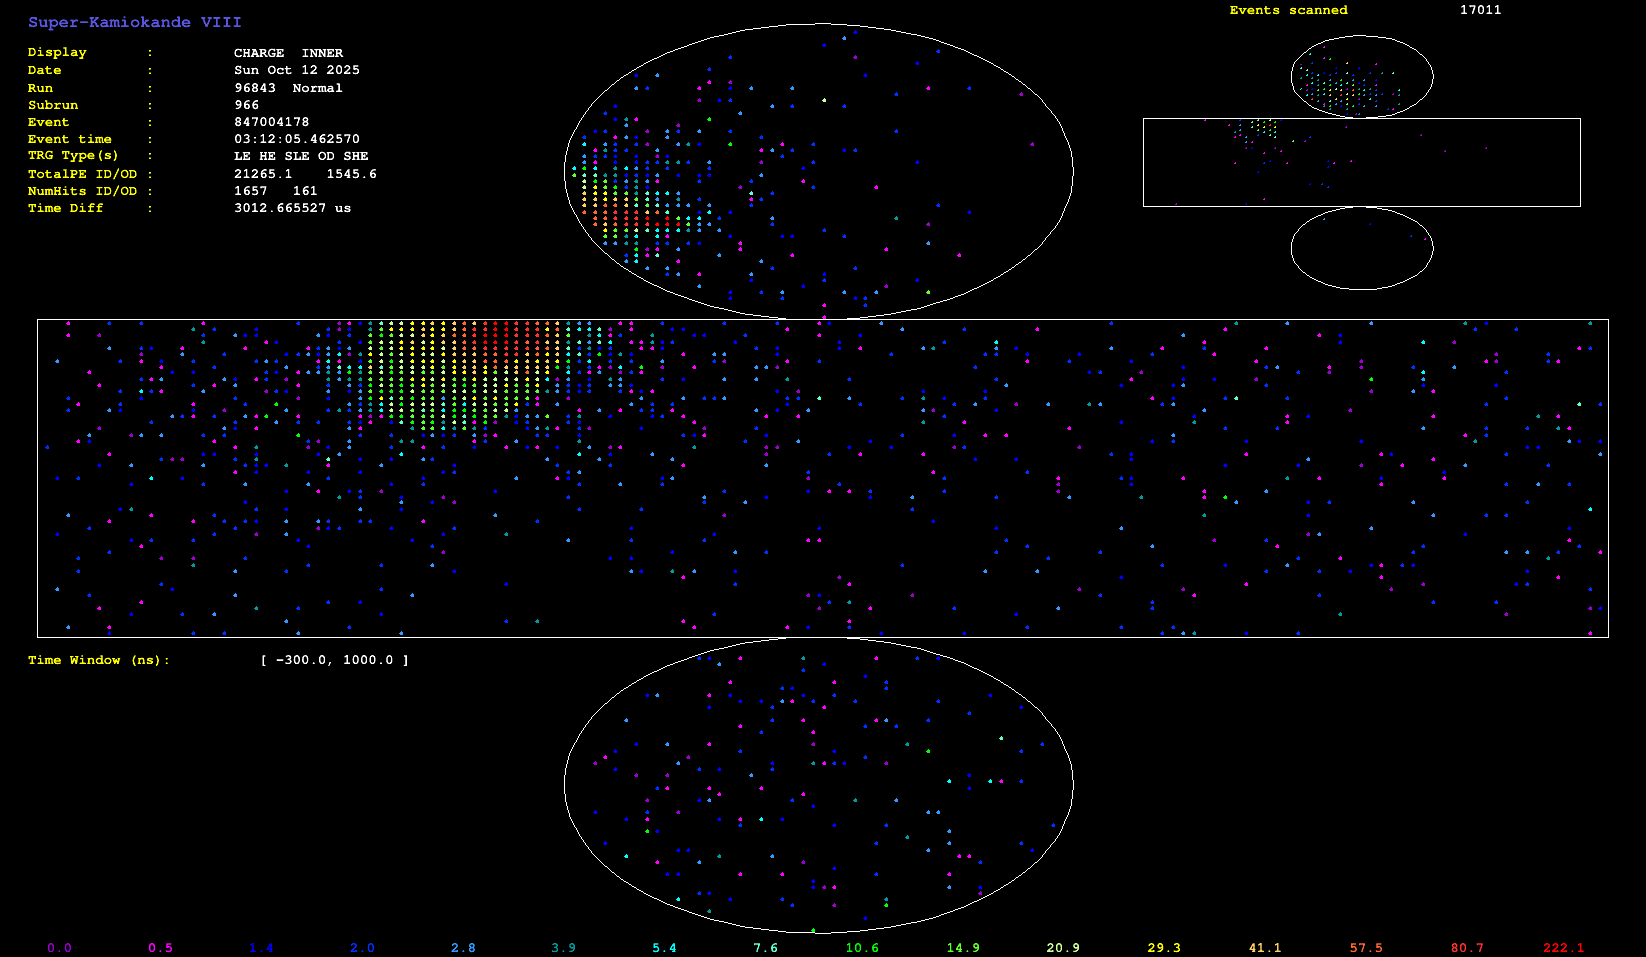 Super-Kamiokande VIII
Events scanned 17011
Display : CHARGE INNER
Date : Sun Oct 12 2025
Run : 96843 Normal
Subrun : 966
Event : 847004178
Event time : 03:12:05.462570
TRG Type(s) : LE HE SLE OD SHE
TotalPE ID/OD : 21265.1 1545.6
NumHits ID/OD : 1657 161
Time Diff : 3012.665527 us
Time Window (ns): [ -300.0, 1000.0 ]
0.0 0.5 1.4 2.0 2.8 3.9 5.4 7.6 10.6 14.9 20.9 29.3 41.1 57.5 80.7 222.1